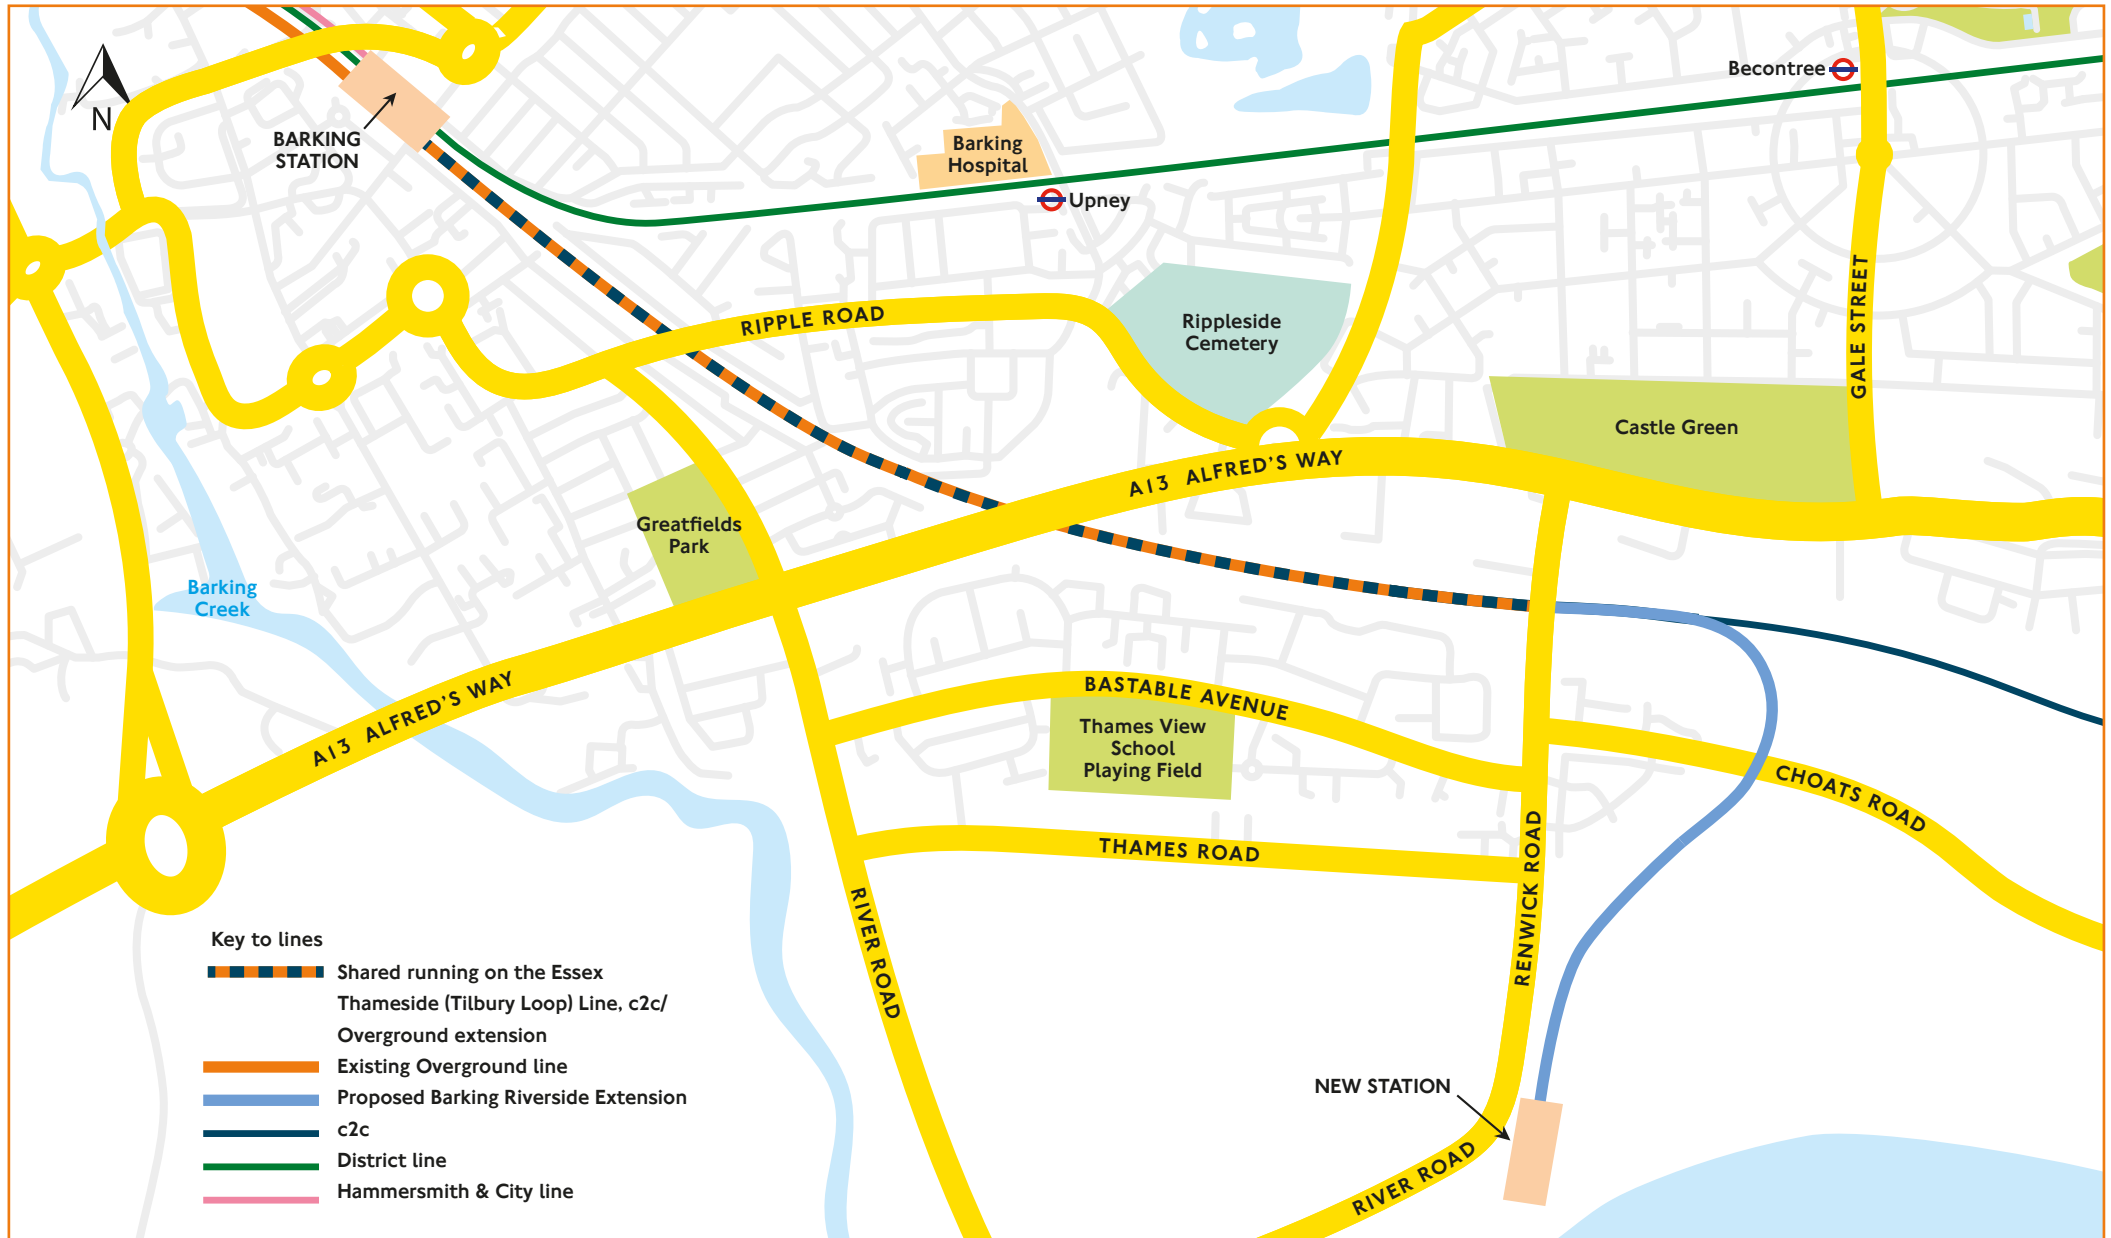 N
BARKING
STATION
Barking
Hospital
Upney
Becontree
RIPPLE ROAD
Rippleside
Cemetery
GALE STREET
Castle Green
A13 ALFRED'S WAY
Greatfields
Park
Barking
Creek
A13 ALFRED'S WAY
BASTABLE AVENUE
Thames View
School
Playing Field
CHOATS ROAD
THAMES ROAD
RENWICK ROAD
RIVER ROAD
NEW STATION
RIVER ROAD
Key to lines
Shared running on the Essex
Thameside (Tilbury Loop) Line, c2c/
Overground extension
Existing Overground line
Proposed Barking Riverside Extension
c2c
District line
Hammersmith & City line